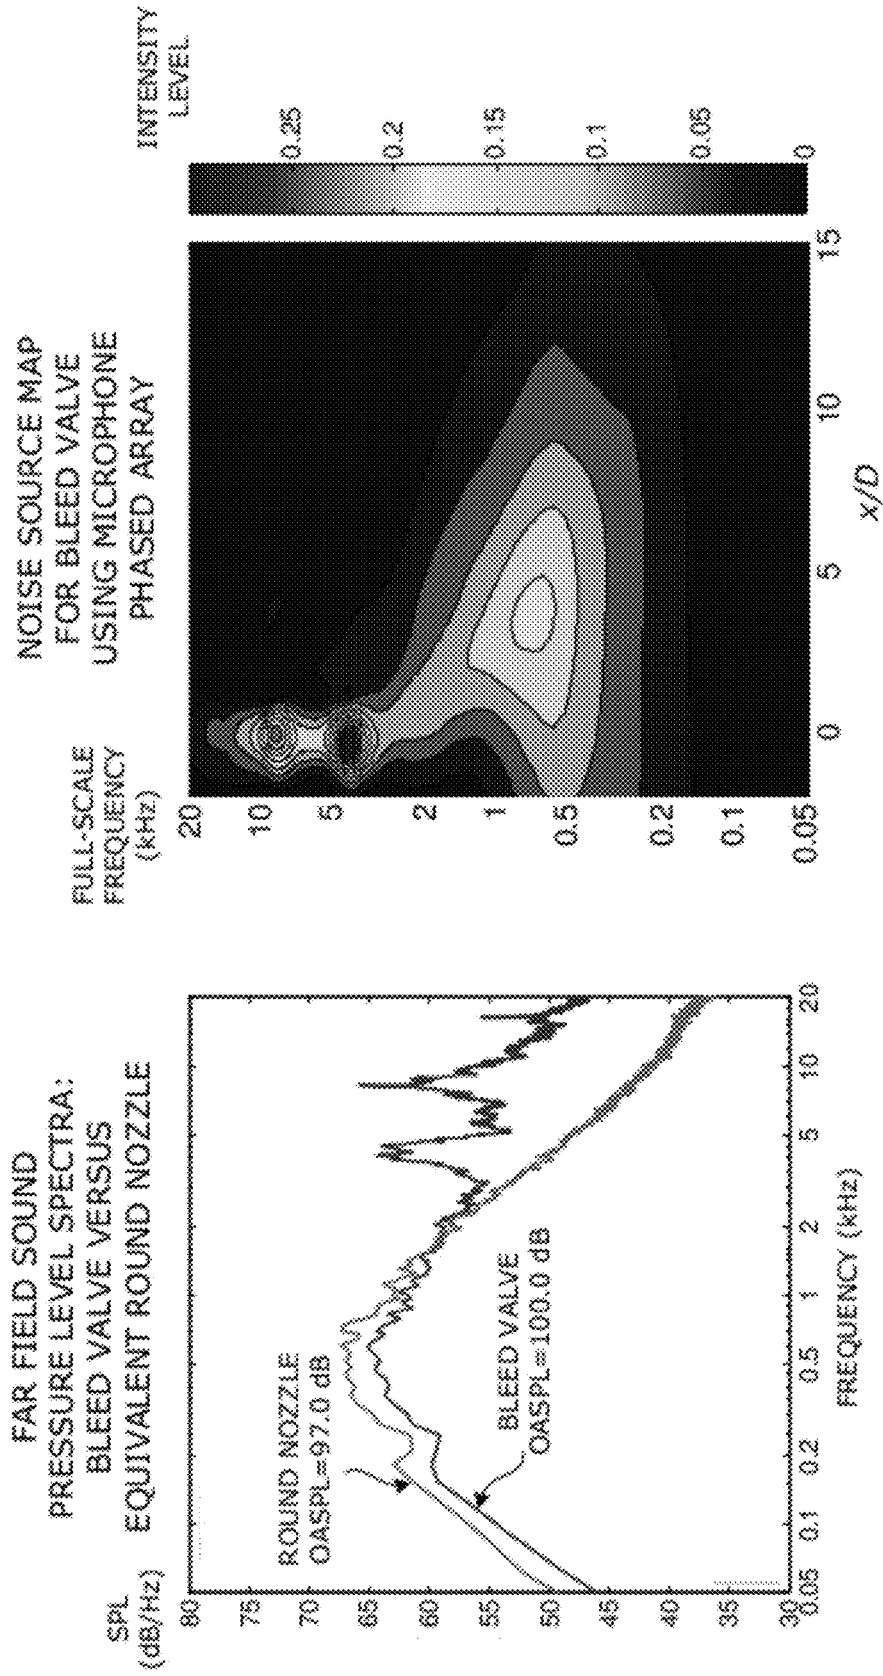 FAR FIELD SOUND
PRESSURE LEVEL SPECTRA:
BLEED VALVE VERSUS
EQUIVALENT ROUND NOZZLE
SPL
(dB/Hz)
80
75
70
65
60
55
50
45
40
35
30
ROUND NOZZLE
OASPL=97.0 dB
BLEED VALVE
OASPL=100.0 dB
0.05
0.1
0.2
0.5
1
2
5
10
20
FREQUENCY (kHz)
NOISE SOURCE MAP
FOR BLEED VALVE
USING MICROPHONE
PHASED ARRAY
FULL-SCALE
FREQUENCY
(kHz)
20
10
5
2
1
0.5
0.2
0.1
0.05
0
5
10
15
x/D
INTENSITY
LEVEL
0.25
0.2
0.15
0.1
0.05
0